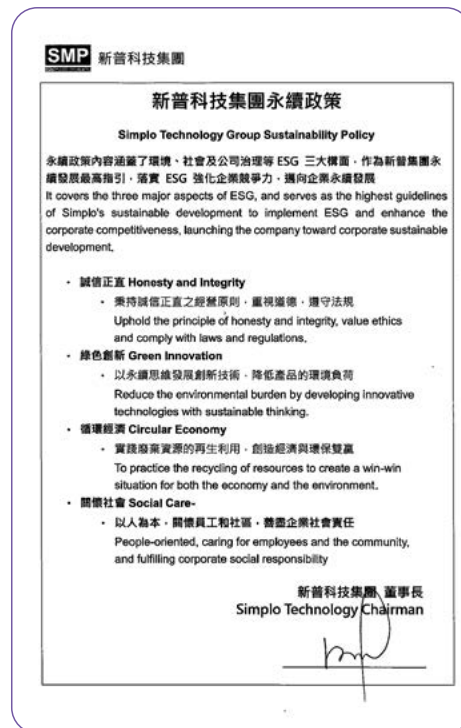 SMP 新普科技集團
新普科技集團永續政策
Simplo Technology Group Sustainability Policy
永續政策內容涵蓋了環境、社會及公司治理等 ESG 三大構面，作為新普集團永
續發展最高指引，落實 ESG 強化企業競爭力，邁向企業永續發展
It covers the three major aspects of ESG, and serves as the highest guidelines
of Simplo's sustainable development to implement ESG and enhance the
corporate competitiveness, launching the company toward corporate sustainable
development.
・ 誠信正直 Honesty and Integrity
・ 秉持誠信正直之經營原則，重視道德，遵守法規
Uphold the principle of honesty and integrity, value ethics
and comply with laws and regulations.
・ 綠色創新 Green Innovation
・ 以永續思維發展創新技術，降低產品的環境負荷
Reduce the environmental burden by developing innovative
technologies with sustainable thinking.
・ 循環經濟 Circular Economy
・ 實踐廢棄資源的再生利用，創造經濟與環保雙贏
To practice the recycling of resources to create a win-win
situation for both the economy and the environment.
・ 關懷社會 Social Care-
・ 以人為本，關懷員工和社區，善盡企業社會責任
People-oriented, caring for employees and the community,
and fulfilling corporate social responsibility
新普科技集團 董事長
Simplo Technology Chairman